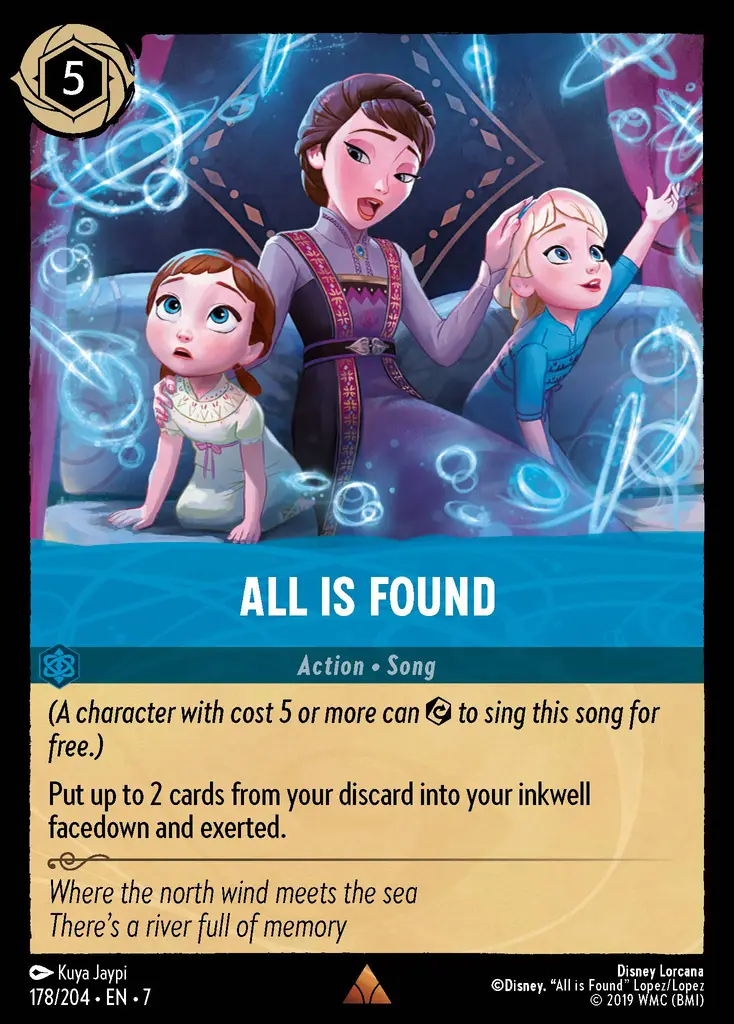 5
ALL IS FOUND
Action • Song
(A character with cost 5 or more can to sing this song for
free.)
Put up to 2 cards from your discard into your inkwell
facedown and exerted.
Where the north wind meets the sea
There's a river full of memory
Kuya Jaypi
178/204 • EN • 7
Disney Lorcana
©Disney. "All is Found" Lopez/Lopez
© 2019 WMC (BMI)